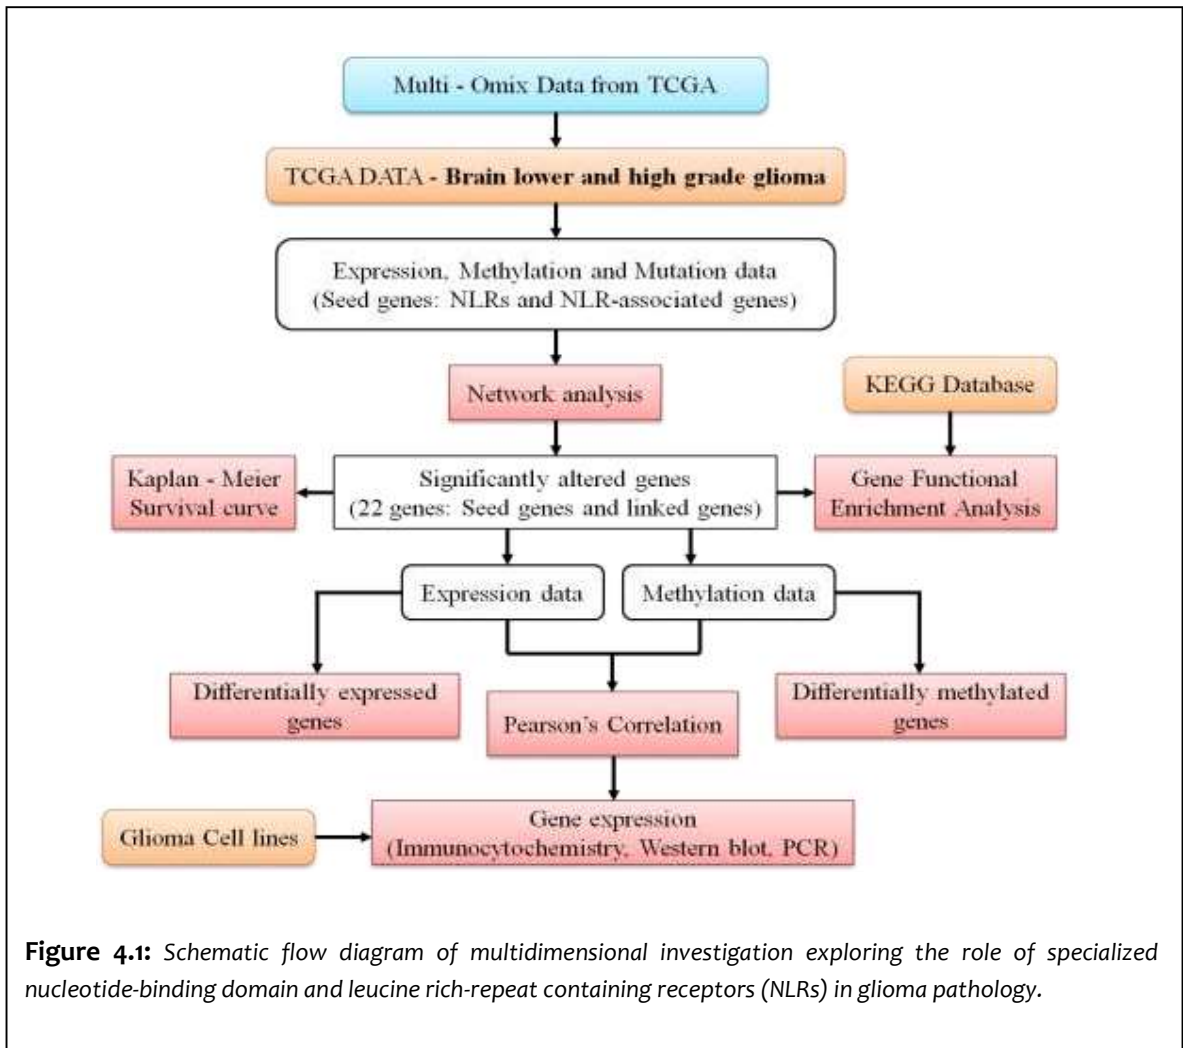 Multi - Omix Data from TCGA
TCGA DATA - Brain lower and high grade glioma
Expression, Methylation and Mutation data
(Seed genes: NLRs and NLR-associated genes)
Network analysis
KEGG Database
Kaplan - Meier
Survival curve
Significantly altered genes
(22 genes: Seed genes and linked genes)
Gene Functional
Enrichment Analysis
Expression data
Methylation data
Differentially expressed
genes
Pearson's Correlation
Differentially methylated
genes
Glioma Cell lines
Gene expression
(Immunocytochemistry, Western blot, PCR)
Figure 4.1: Schematic flow diagram of multidimensional investigation exploring the role of specialized
nucleotide-binding domain and leucine rich-repeat containing receptors (NLRs) in glioma pathology.